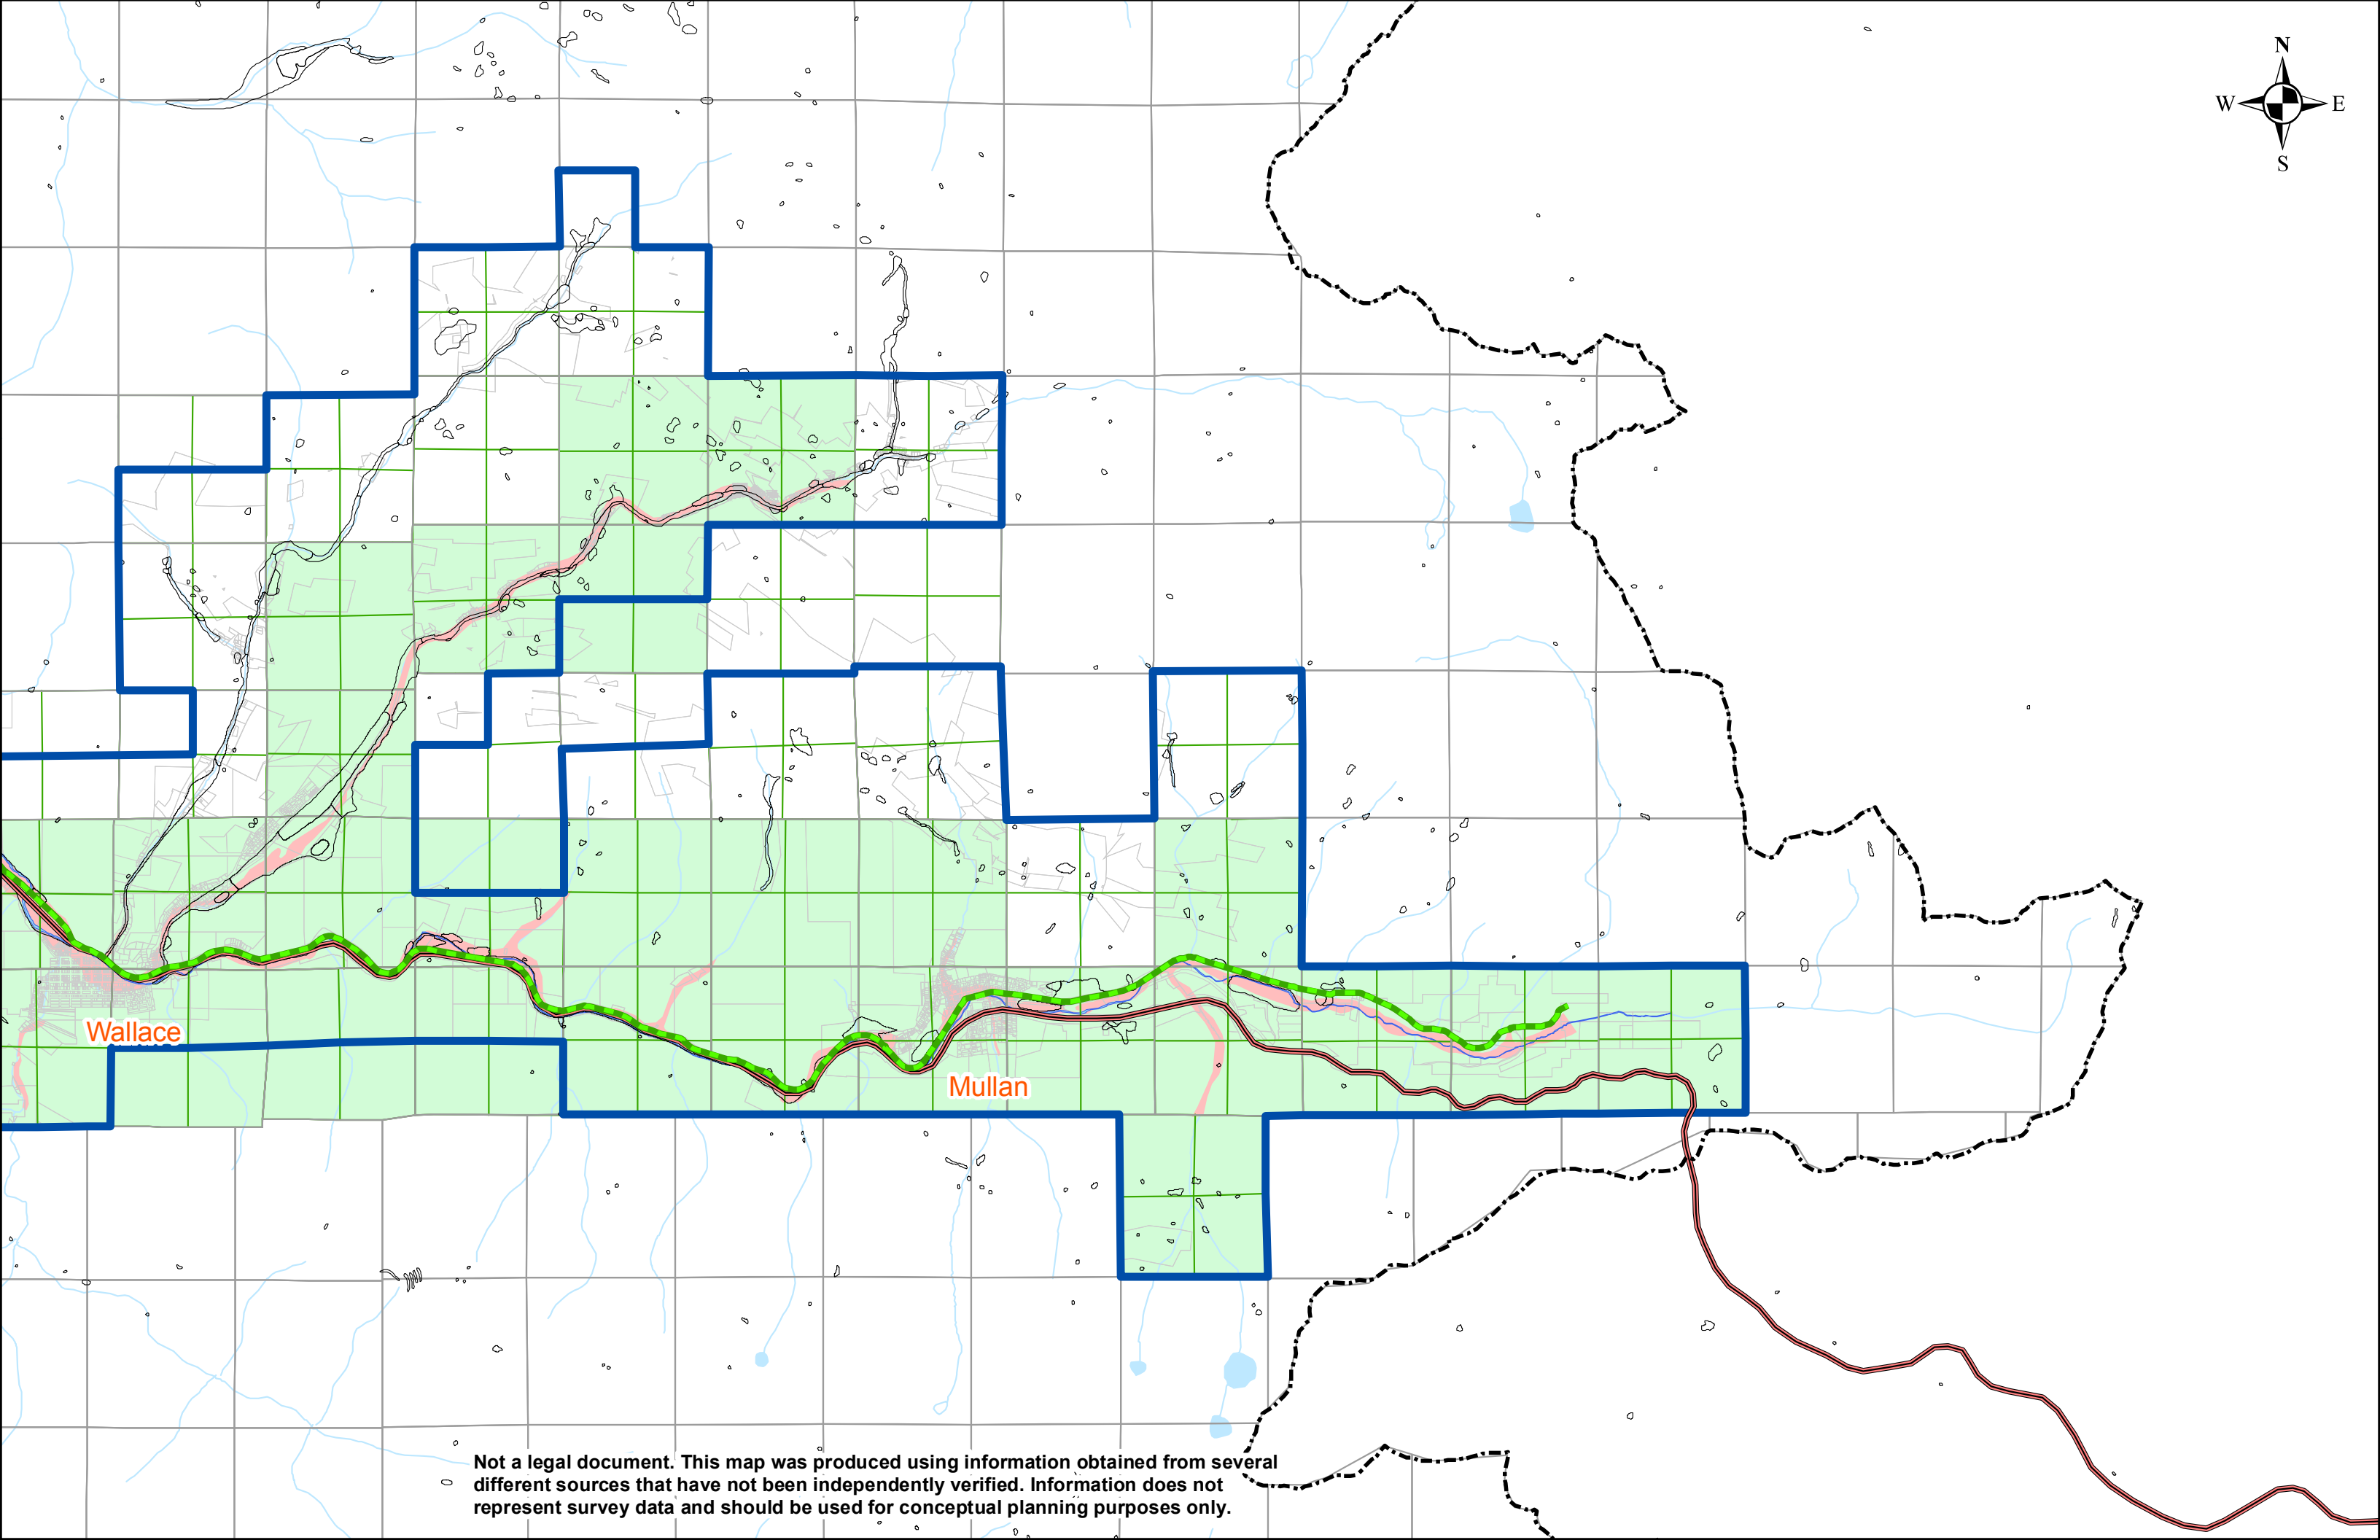 N
W E
S
Wallace
Mullan
Not a legal document. This map was produced using information obtained from several
different sources that have not been independently verified. Information does not
represent survey data and should be used for conceptual planning purposes only.